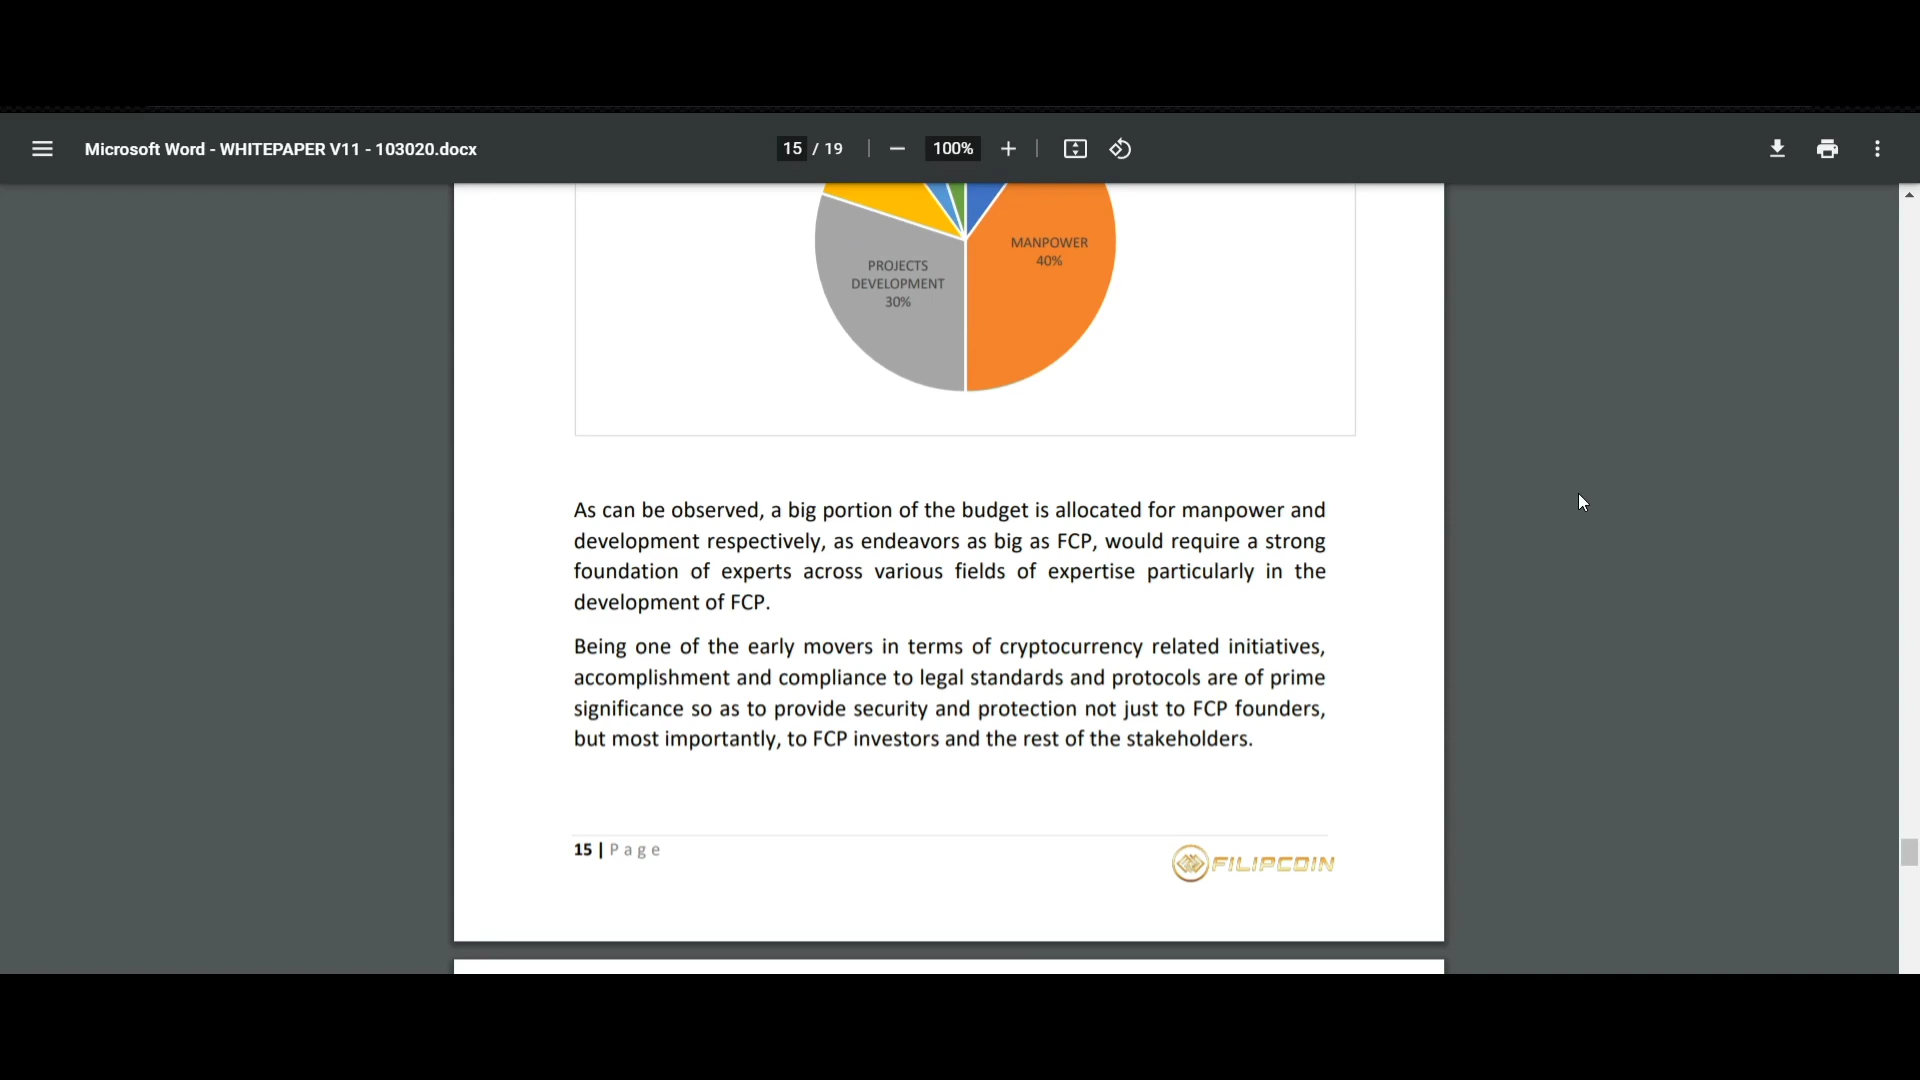 Microsoft Word - WHITEPAPER V11 - 103020.docx
15 / 19
100%
MANPOWER
40%
PROJECTS
DEVELOPMENT
30%
As can be observed, a big portion of the budget is allocated for manpower and
development respectively, as endeavors as big as FCP, would require a strong
foundation of experts across various fields of expertise particularly in the
development of FCP.
Being one of the early movers in terms of cryptocurrency related initiatives,
accomplishment and compliance to legal standards and protocols are of prime
significance so as to provide security and protection not just to FCP founders,
but most importantly, to FCP investors and the rest of the stakeholders.
15 | Page
FILIPCOIN